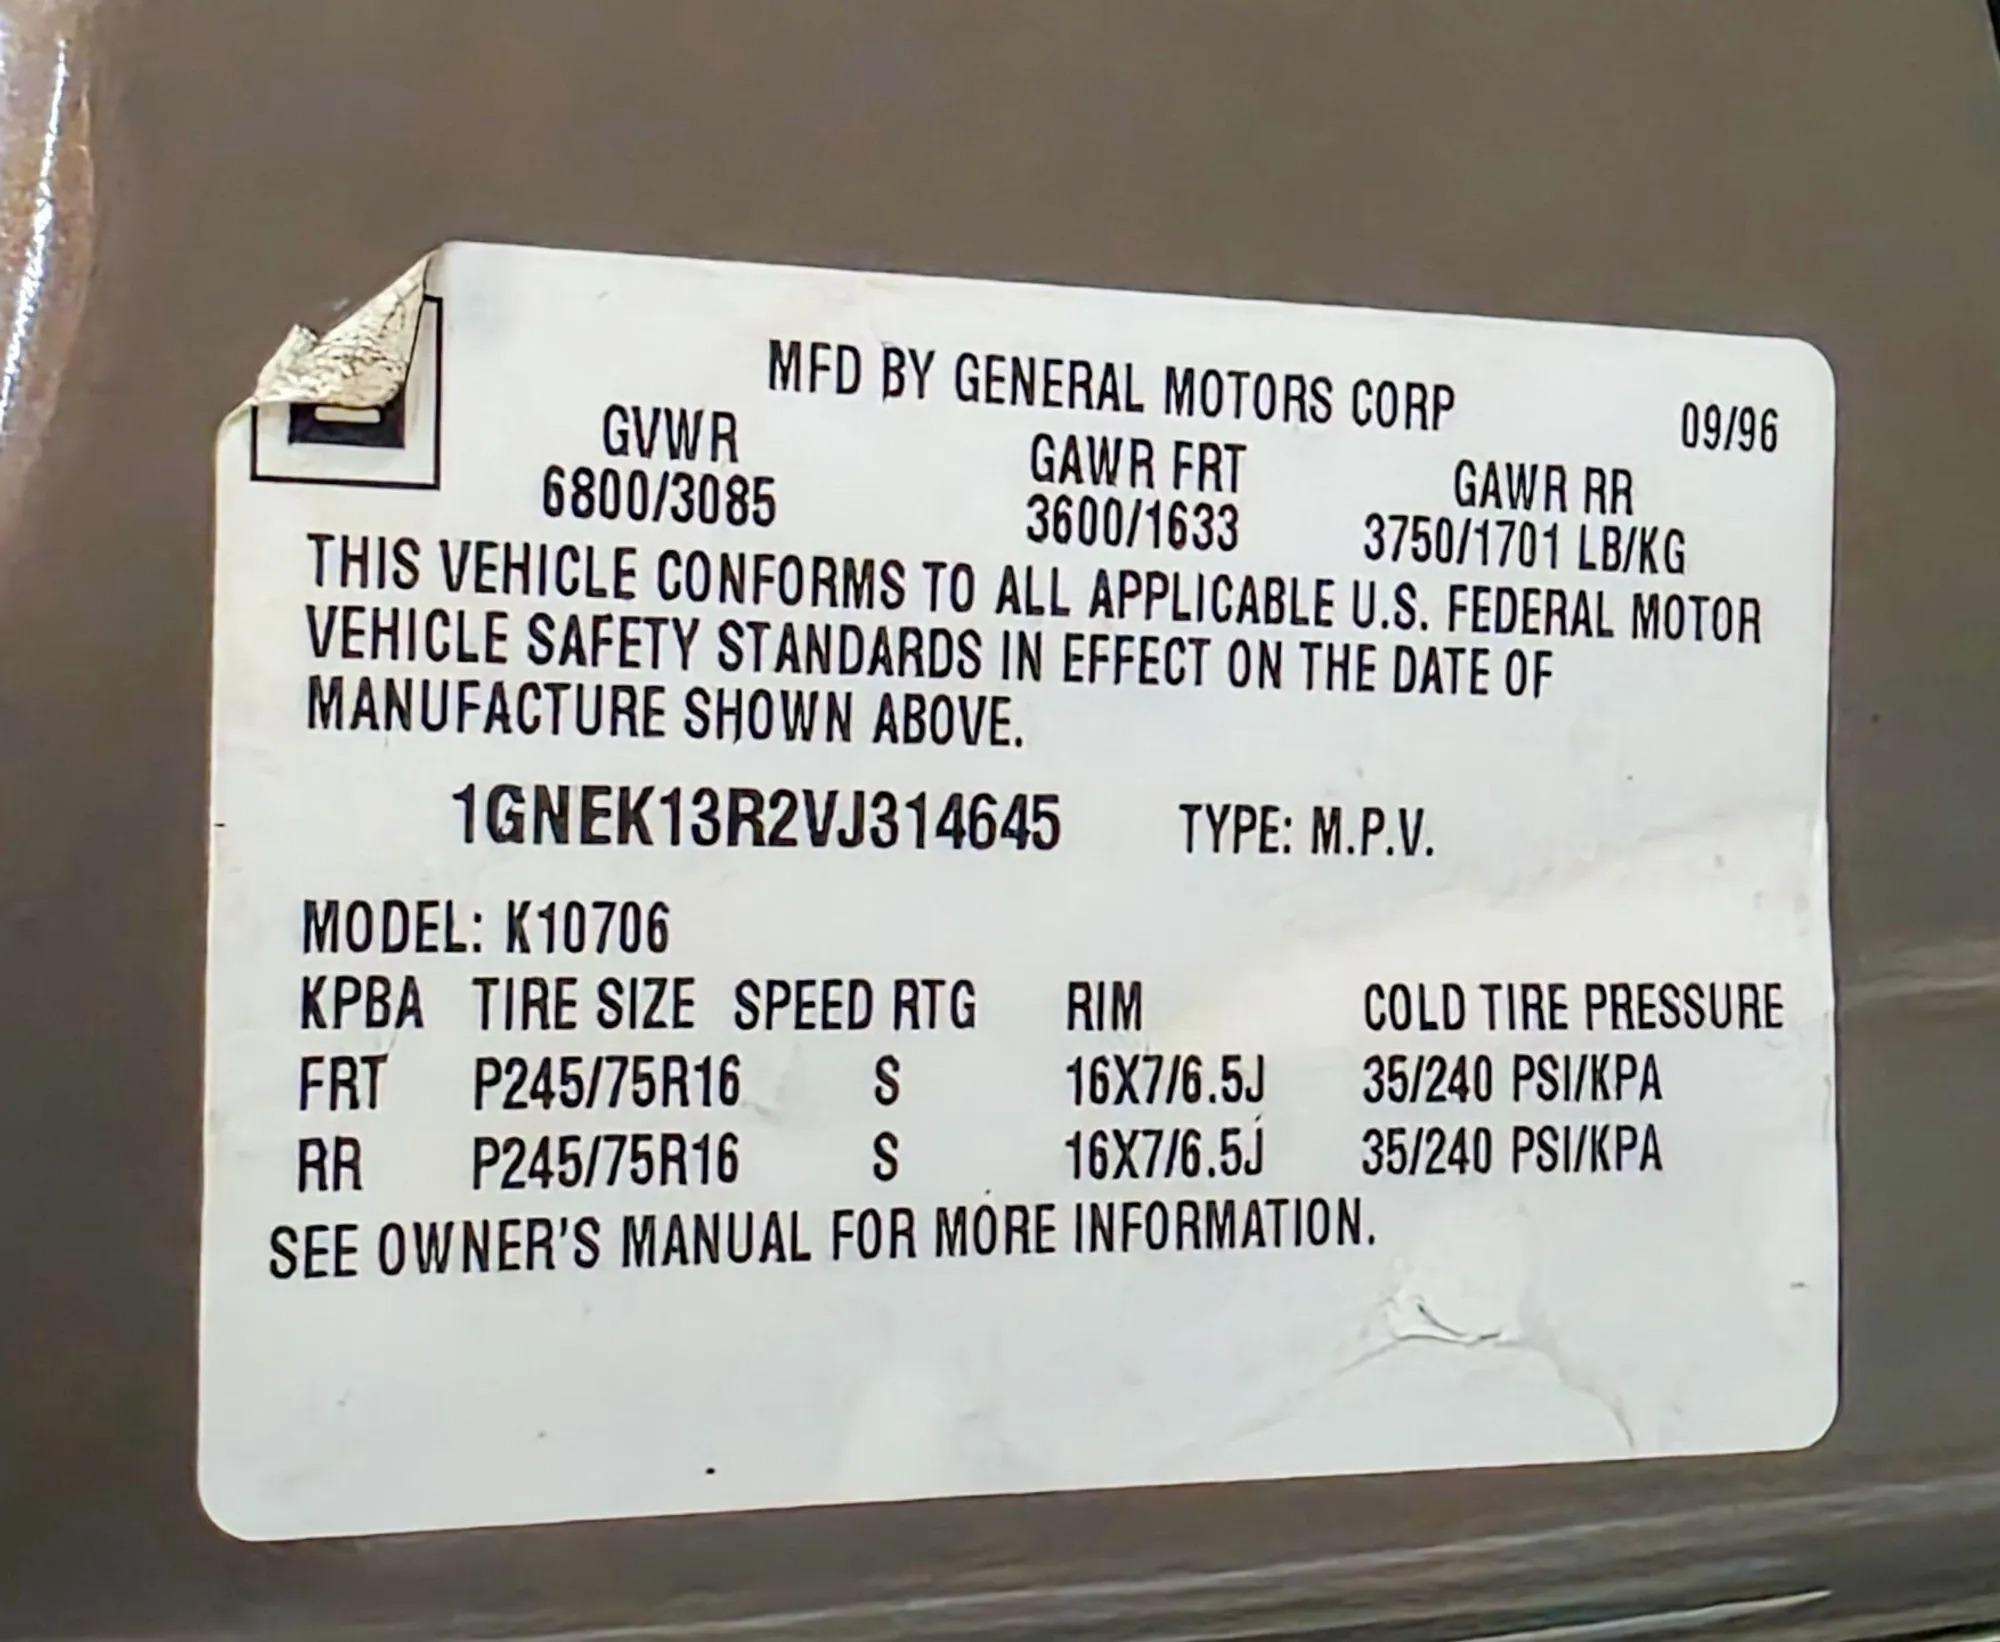 MFD BY GENERAL MOTORS CORP 09/96
GVWR GAWR FRT GAWR RR
6800/3085 3600/1633 3750/1701 LB/KG
THIS VEHICLE CONFORMS TO ALL APPLICABLE U.S. FEDERAL MOTOR
VEHICLE SAFETY STANDARDS IN EFFECT ON THE DATE OF
MANUFACTURE SHOWN ABOVE.
1GNEK13R2VJ314645 TYPE: M.P.V.
MODEL: K10706
KPBA TIRE SIZE SPEED RTG RIM COLD TIRE PRESSURE
FRT P245/75R16 S 16X7/6.5J 35/240 PSI/KPA
RR P245/75R16 S 16X7/6.5J 35/240 PSI/KPA
SEE OWNER'S MANUAL FOR MORE INFORMATION.